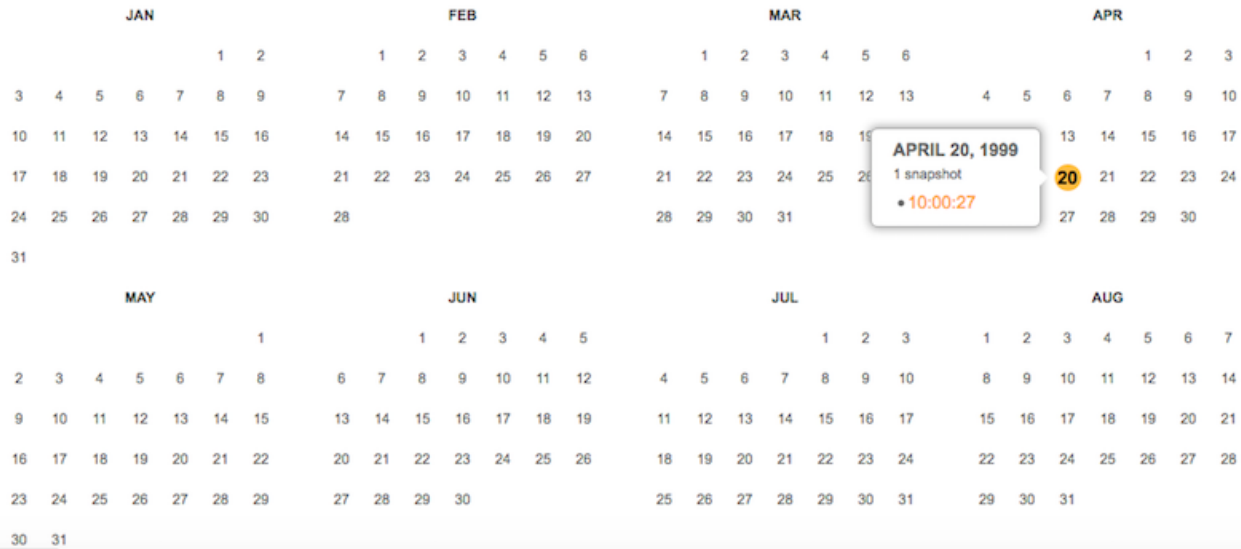 JAN FEB MAR APR
1 2 1 2 3 4 5 6 1 2 3 4 5 6 1 2 3
3 4 5 6 7 8 9 7 8 9 10 11 12 13 7 8 9 10 11 12 13 4 5 6 7 8 9 10
10 11 12 13 14 15 16 14 15 16 17 18 19 20 14 15 16 17 18 19 13 14 15 16 17
APRIL 20, 1999
17 18 19 20 21 22 23 21 22 23 24 25 26 27 21 22 23 24 25 26 1 snapshot 20 21 22 23 24
• 10:00:27
24 25 26 27 28 29 30 28 28 29 30 31 27 28 29 30
31
MAY JUN JUL AUG
1 1 2 3 4 5 1 2 3 1 2 3 4 5 6 7
2 3 4 5 6 7 8 6 7 8 9 10 11 12 4 5 6 7 8 9 10 8 9 10 11 12 13 14
9 10 11 12 13 14 15 13 14 15 16 17 18 19 11 12 13 14 15 16 17 15 16 17 18 19 20 21
16 17 18 19 20 21 22 20 21 22 23 24 25 26 18 19 20 21 22 23 24 22 23 24 25 26 27 28
23 24 25 26 27 28 29 27 28 29 30 25 26 27 28 29 30 31 29 30 31
30 31